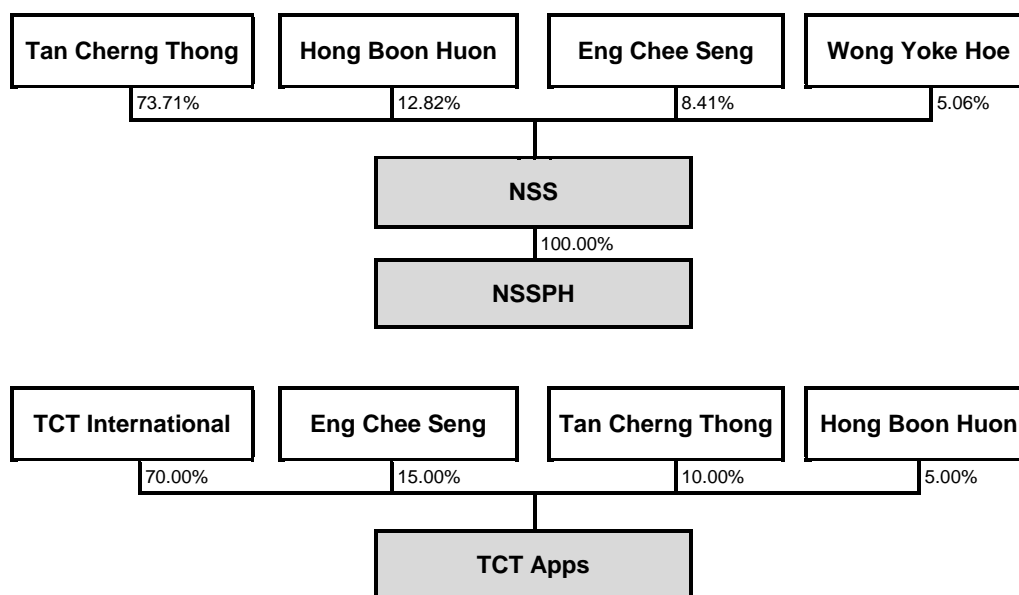 Tan Cherng Thong
Hong Boon Huon
Eng Chee Seng
Wong Yoke Hoe
73.71%
12.82%
8.41%
5.06%
NSS
100.00%
NSSPH
TCT International
Eng Chee Seng
Tan Cherng Thong
Hong Boon Huon
70.00%
15.00%
10.00%
5.00%
TCT Apps